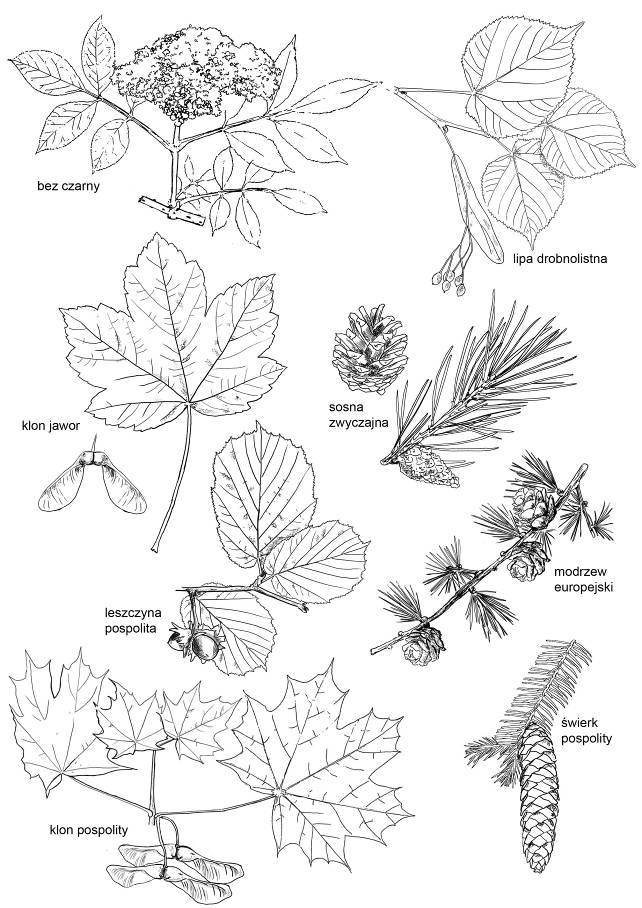 bez czarny
lipa drobnolistna
klon jawor
sosna
zwyczajna
modrzew
europejski
leszczyna
pospolita
świerk
pospolity
klon pospolity